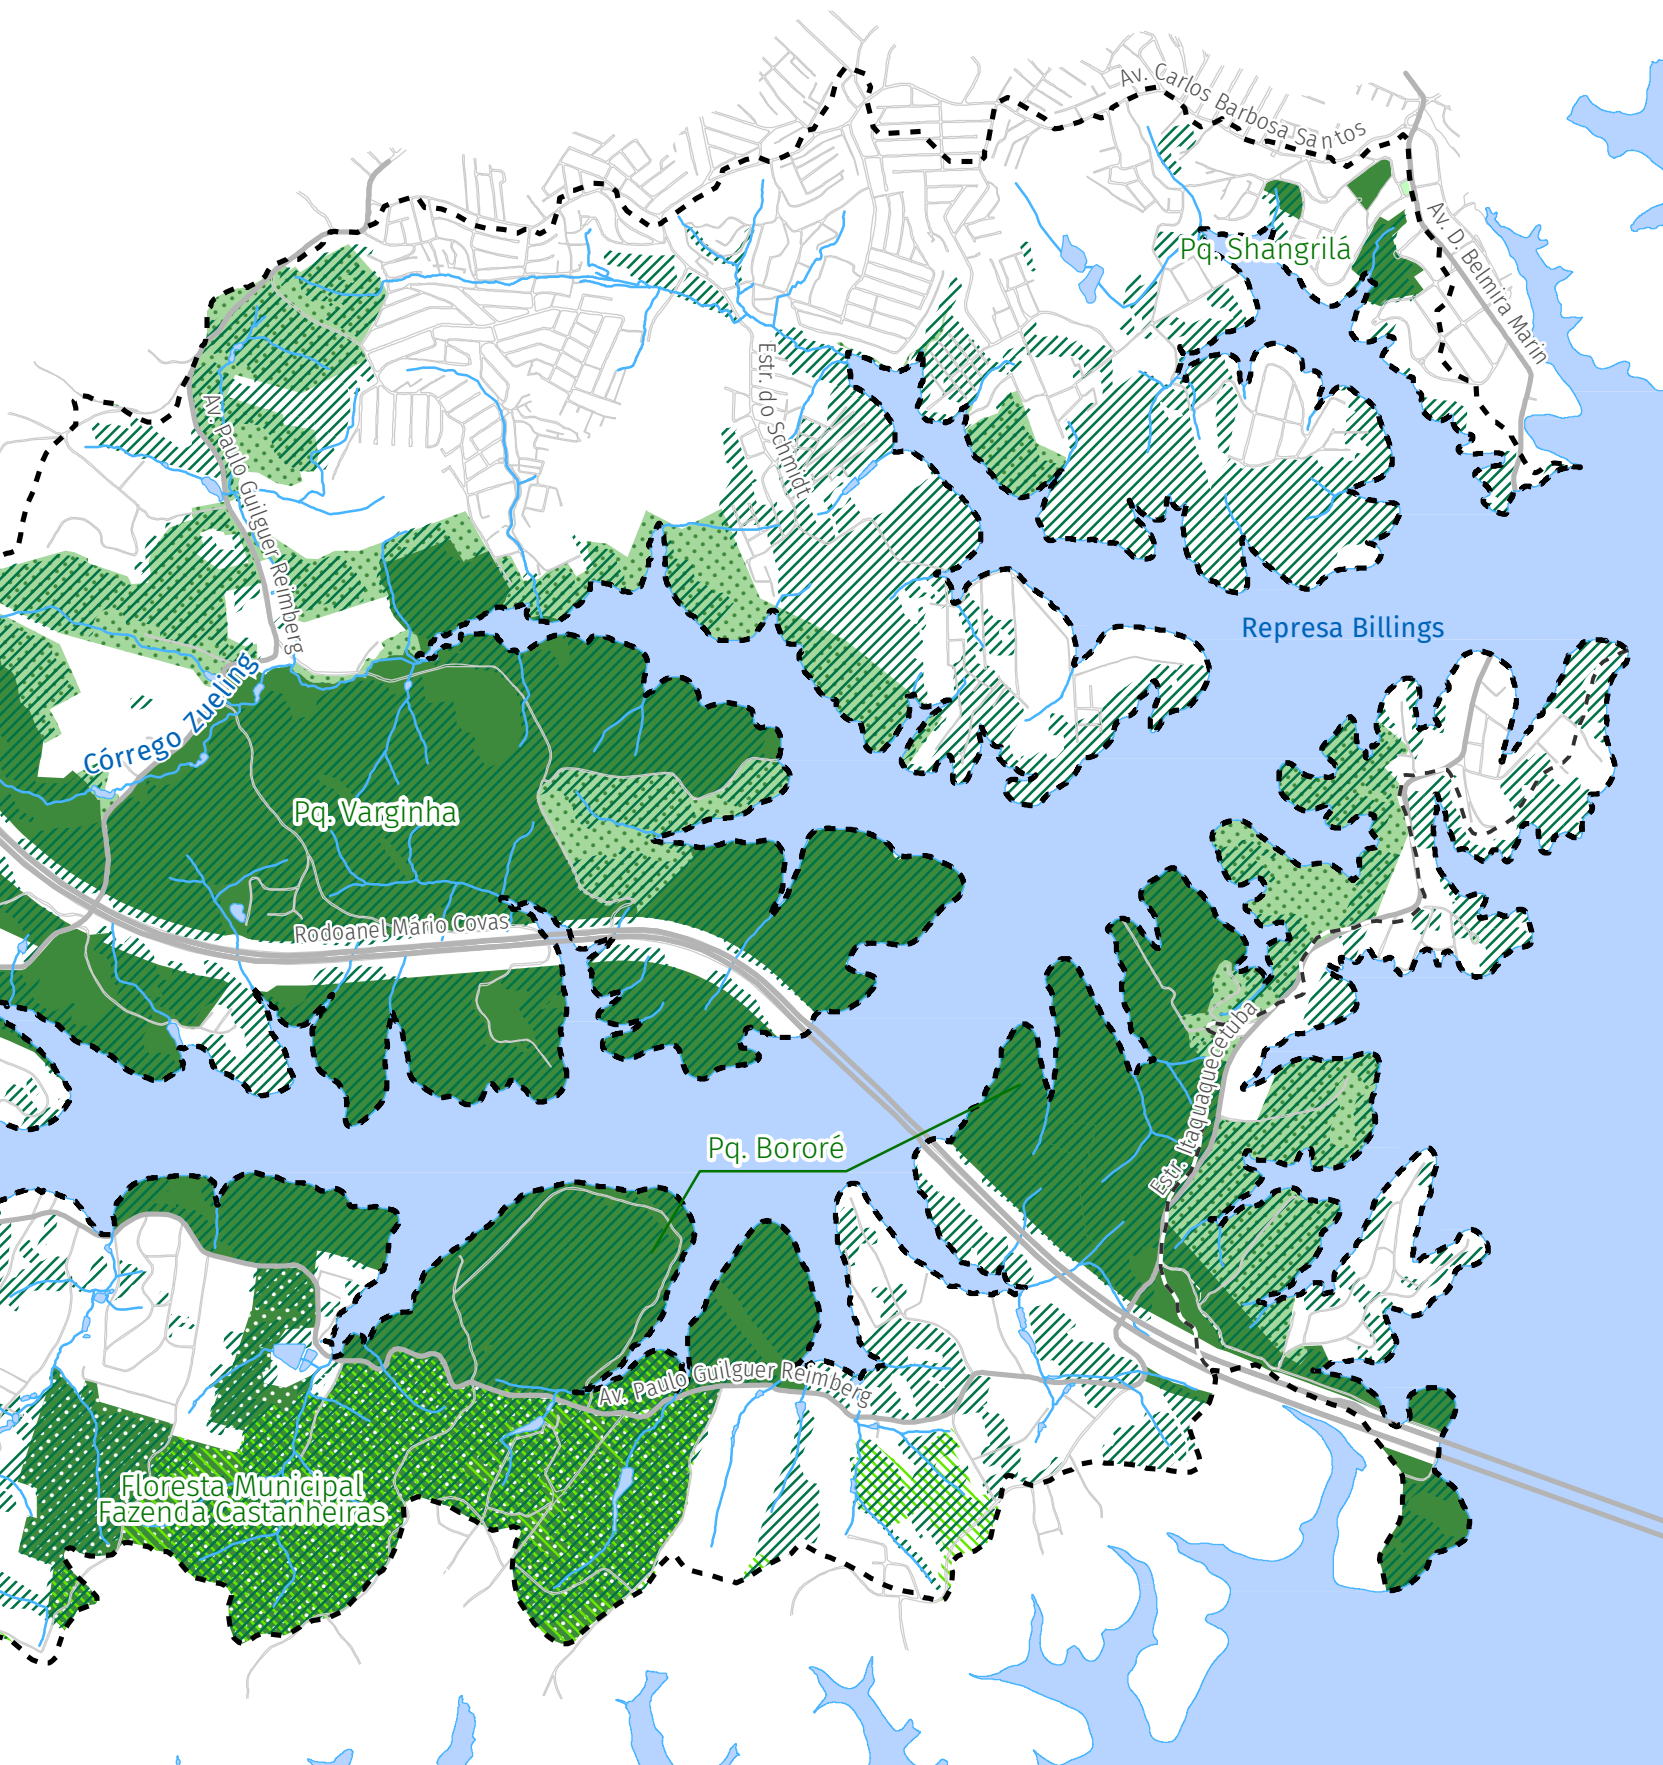 Av. Carlos Barbosa Santos
Av. D. Belmira Marin
Pq. Shangrilá
Estr. do Schmidt
Av. Paulo Guilguer Reimberg
Represa Billings
Córrego Zueling
Pq. Varginha
Rodoanel Mário Covas
Estr. Itaquaquecetuba
Pq. Bororé
Av. Paulo Guilguer Reimberg
Floresta Municipal
Fazenda Castanheiras